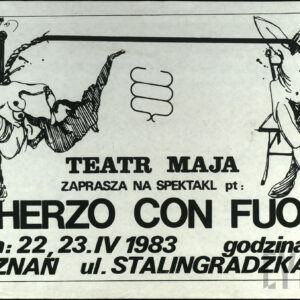 TEATR MAJA
ZAPRASZA NA SPEKTAKL pt:
HERZO CON FUO
: 22, 23.IV 1983 godzina
ZNAŃ ul. STALINGRADZKA